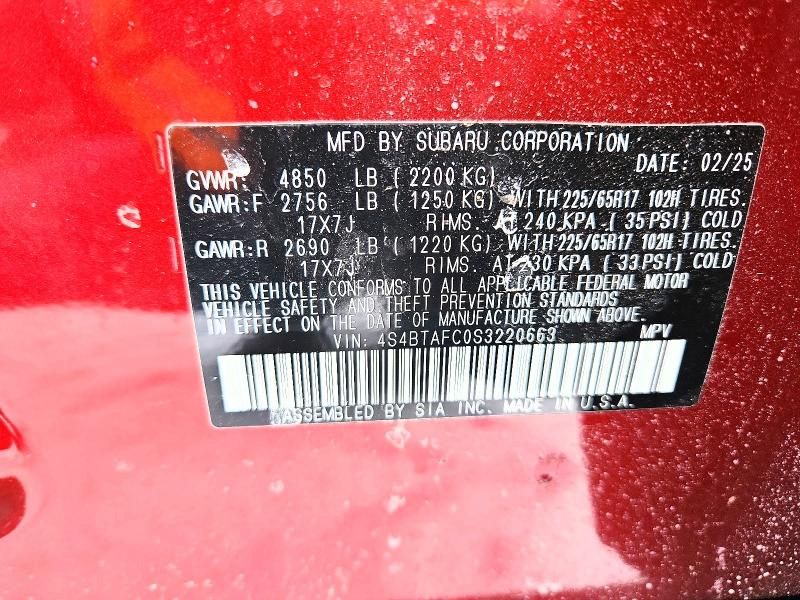 MFD BY SUBARU CORPORATION
DATE: 02/25
GVWR: 4850 LB ( 2200 KG)
GAWR:F 2756 LB ( 1250 KG) WITH 225/65R17 102H TIRES.
17X7J RIMS. AT 240 KPA ( 35 PSI) COLD
GAWR:R 2690 LB ( 1220 KG) WITH 225/65R17 102H TIRES.
17X7J RIMS. AT 230 KPA ( 33 PSI) COLD
THIS VEHICLE CONFORMS TO ALL APPLICABLE FEDERAL MOTOR
VEHICLE SAFETY AND THEFT PREVENTION STANDARDS
IN EFFECT ON THE DATE OF MANUFACTURE SHOWN ABOVE.
VIN: 4S4BTAFC0S3220663 MPV
ASSEMBLED BY SIA INC. MADE IN U.S.A.